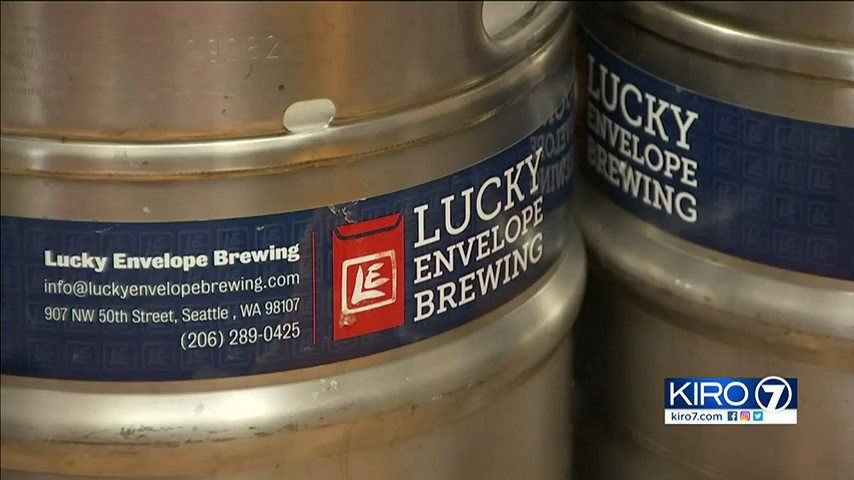 10282
Lucky Envelope Brewing
info@luckyenvelopebrewing.com
907 NW 50th Street, Seattle , WA 98107
(206) 289-0425
LE
LUCKY
ENVELOPE
BREWING
LUCKY
ENVELOPE
BREWING
KIRO 7
kiro7.com